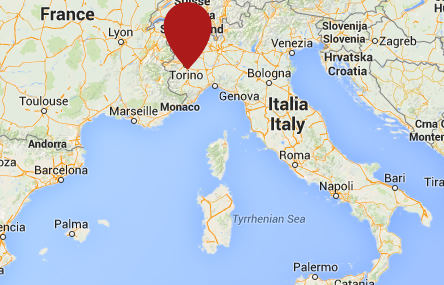 Suisse
France
Slovenija
Slovenia
Lyon
Venezia
Zagreb
Hrvatska
Croatia
Torino
Bologna
Toulouse
Monaco
Genova
Marseille
Italia
Italy
Crna
Andorra
Roma
Barcelona
Bari
Tira
Napoli
Palma
Tyrrhenian Sea
Palermo